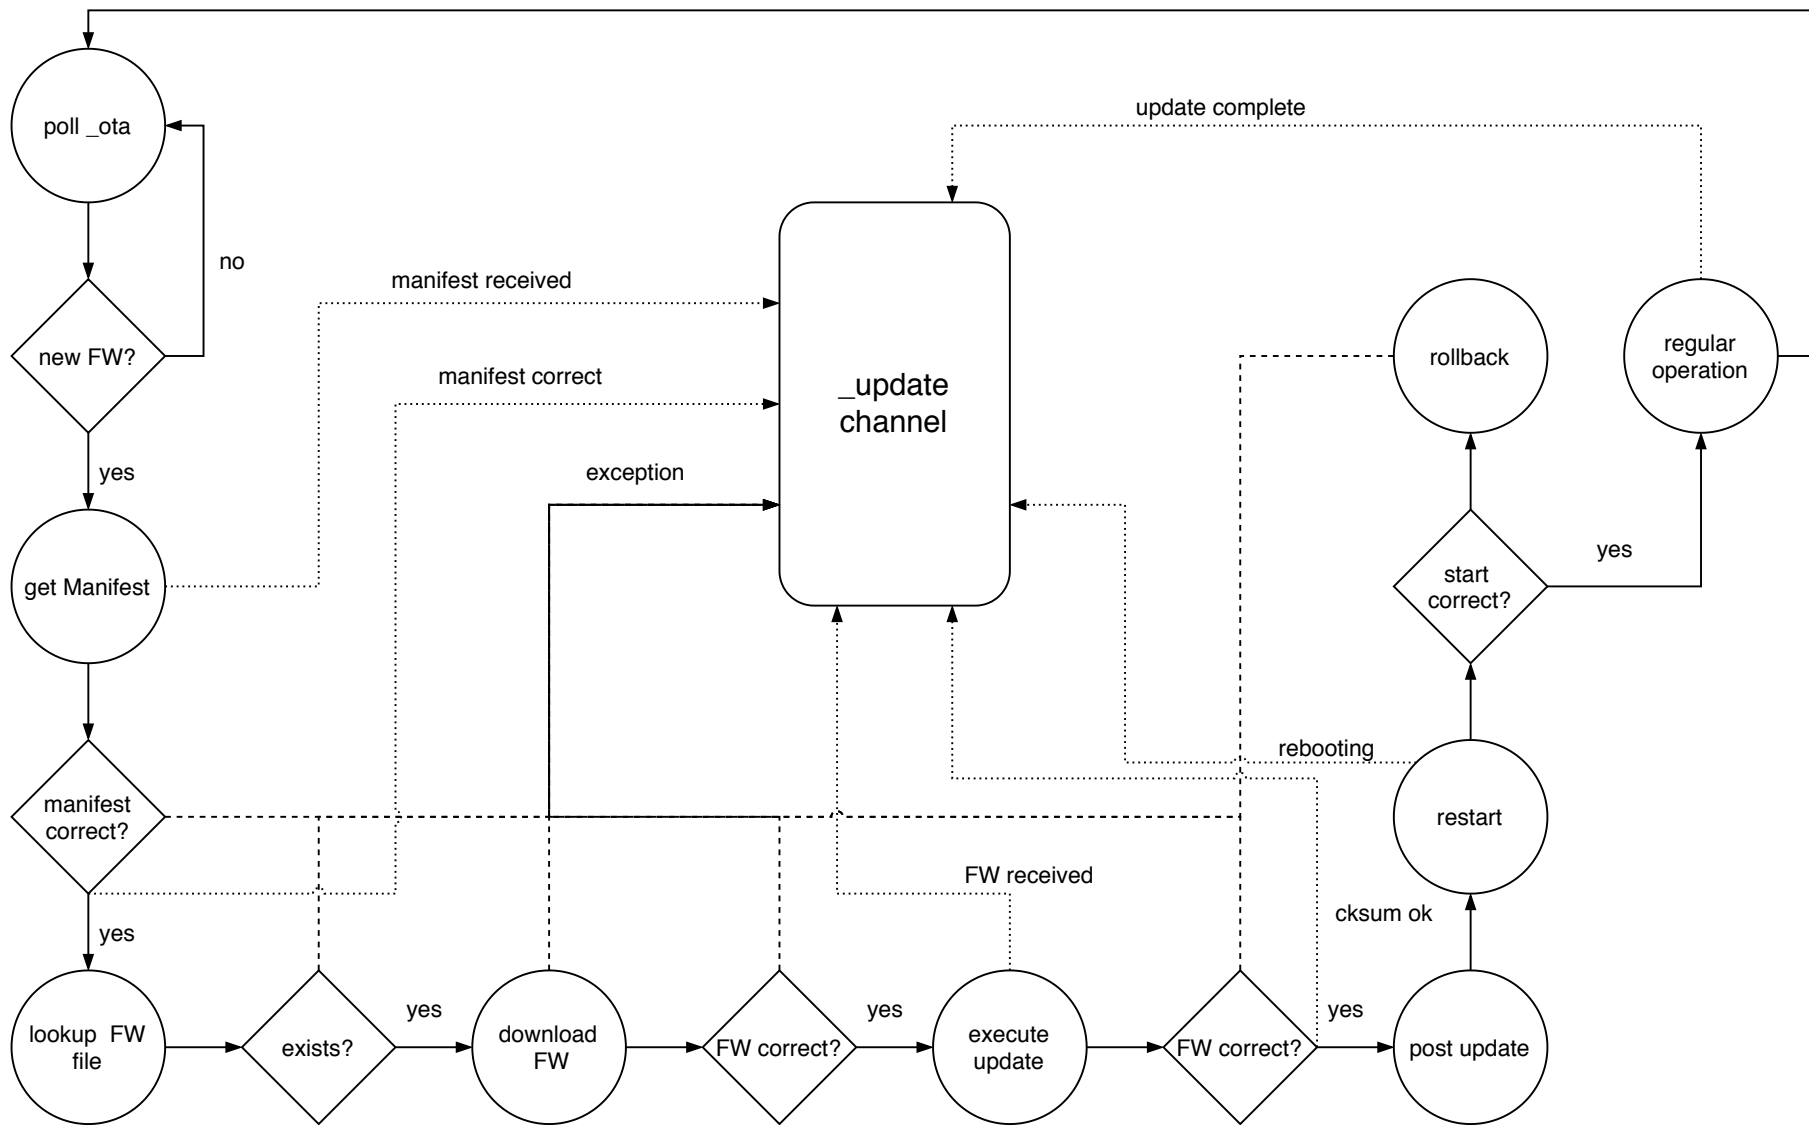 update complete
poll _ota
no
manifest received
new FW?
manifest correct
_update
channel
rollback
regular
operation
yes
exception
get Manifest
start
correct?
yes
rebooting
manifest
correct?
restart
FW received
cksum ok
yes
yes
yes
yes
lookup  FW
file
exists?
download
FW
FW correct?
execute
update
FW correct?
post update